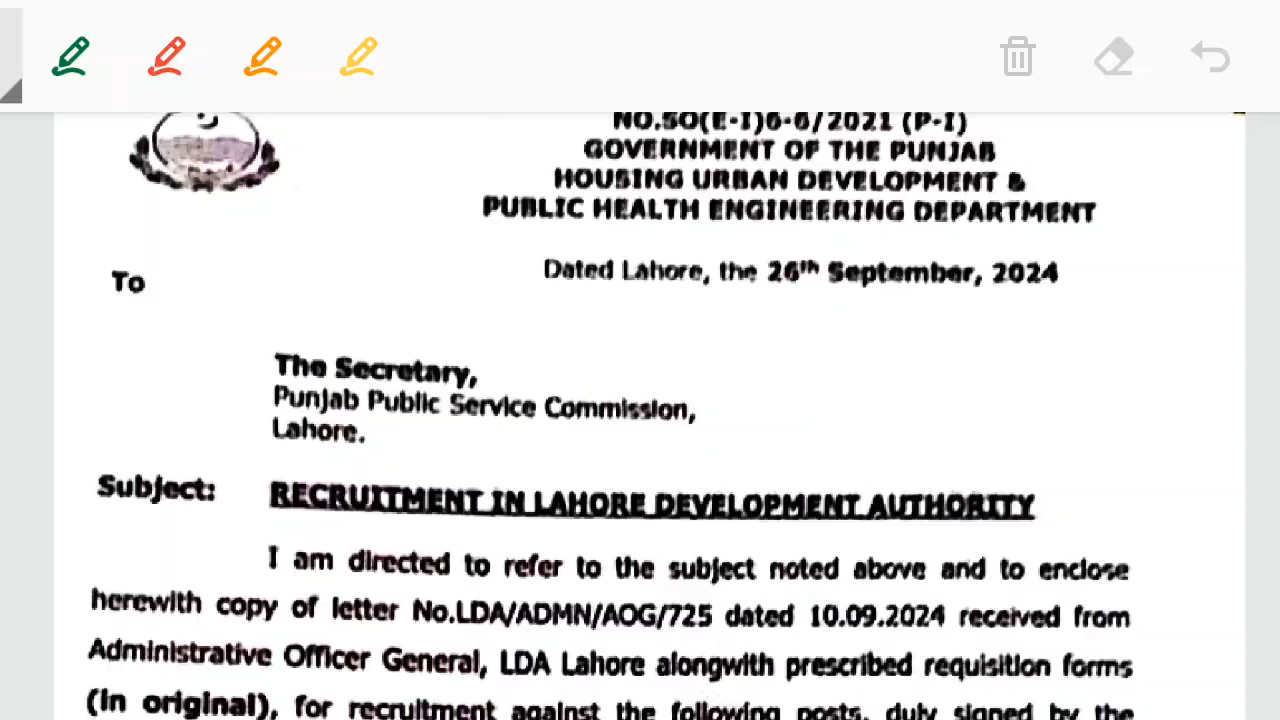 NO.SO(E-I)6-6/2021 (P-I)
GOVERNMENT OF THE PUNJAB
HOUSING URBAN DEVELOPMENT &
PUBLIC HEALTH ENGINEERING DEPARTMENT
Dated Lahore, the 26th September, 2024
To
The Secretary,
Punjab Public Service Commission,
Lahore.
Subject: RECRUITMENT IN LAHORE DEVELOPMENT AUTHORITY
I am directed to refer to the subject noted above and to enclose
herewith copy of letter No.LDA/ADMN/AOG/725 dated 10.09.2024 received from
Administrative Officer General, LDA Lahore alongwith prescribed requisition forms
(in original), for recruitment against the following posts, duly signed by the